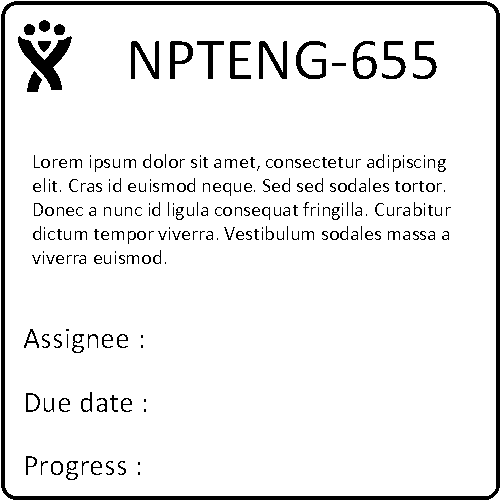 NPTENG-655
Lorem ipsum dolor sit amet, consectetur adipiscing
elit. Cras id euismod neque. Sed sed sodales tortor.
Donec a nunc id ligula consequat fringilla. Curabitur
dictum tempor viverra. Vestibulum sodales massa a
viverra euismod.
Assignee :
Due date :
Progress :